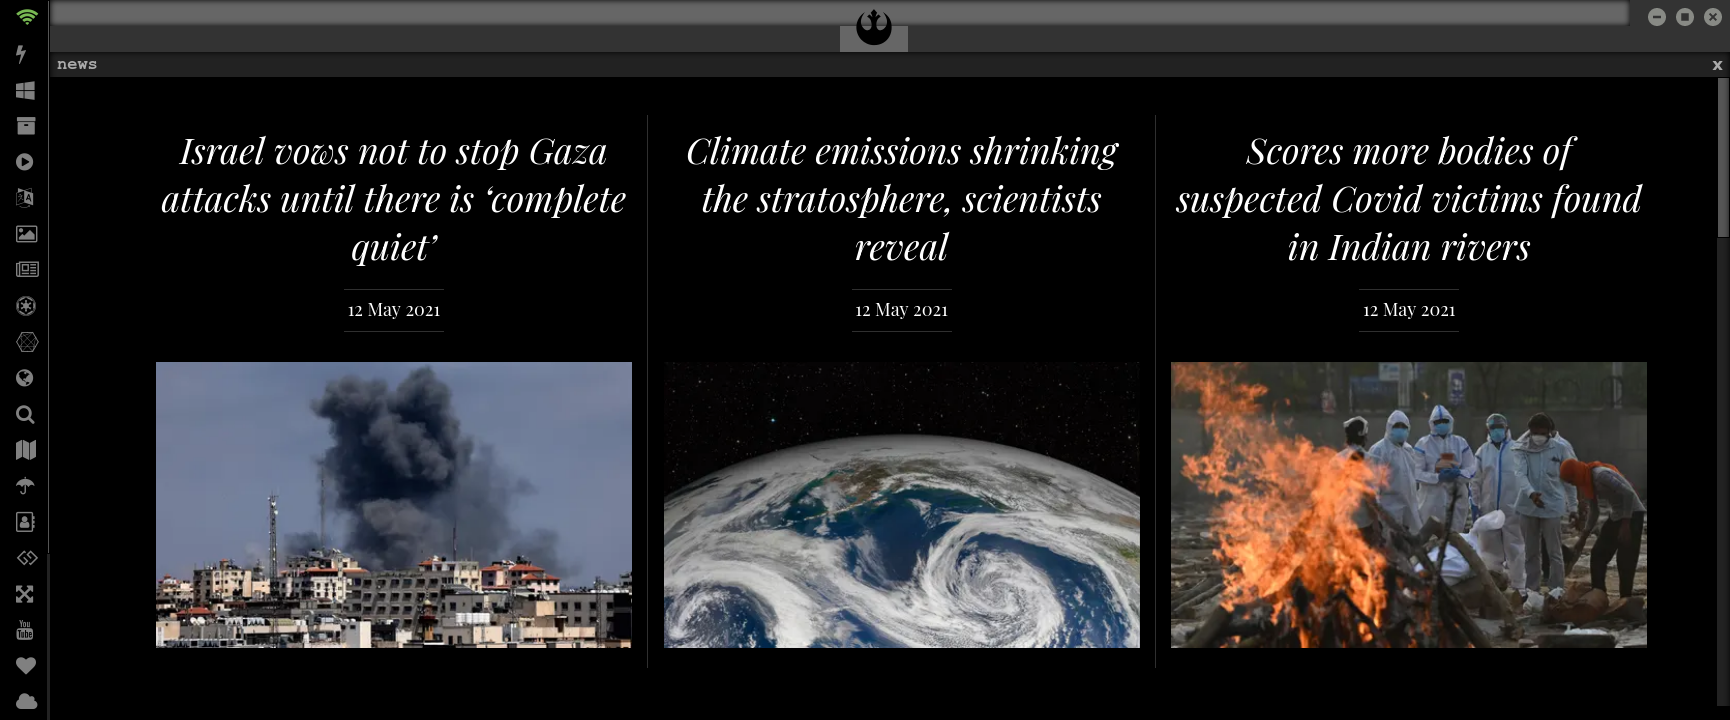 news
x
Israel vows not to stop Gaza
attacks until there is ‘complete
quiet’
12 May 2021
Climate emissions shrinking
the stratosphere, scientists
reveal
12 May 2021
Scores more bodies of
suspected Covid victims found
in Indian rivers
12 May 2021
You
Tube